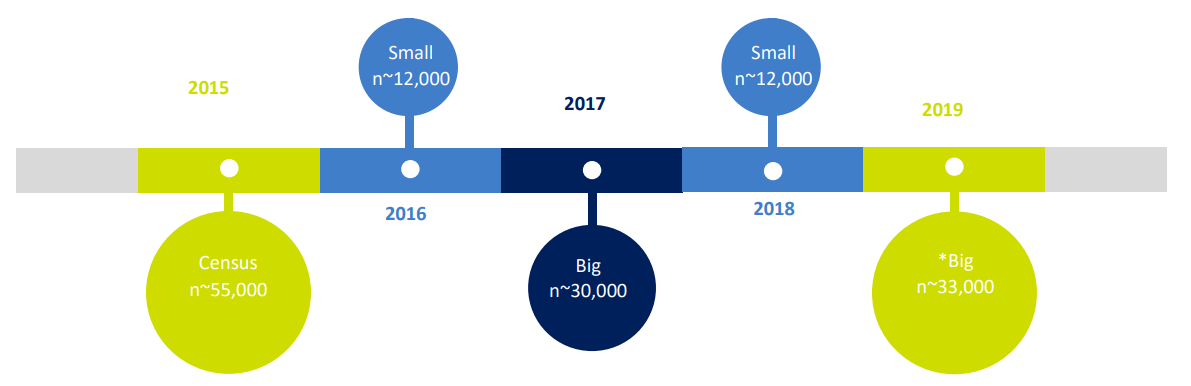 2015
Census
n~55,000
Small
n~12,000
2016
2017
Big
n~30,000
Small
n~12,000
2018
2019
*Big
n~33,000